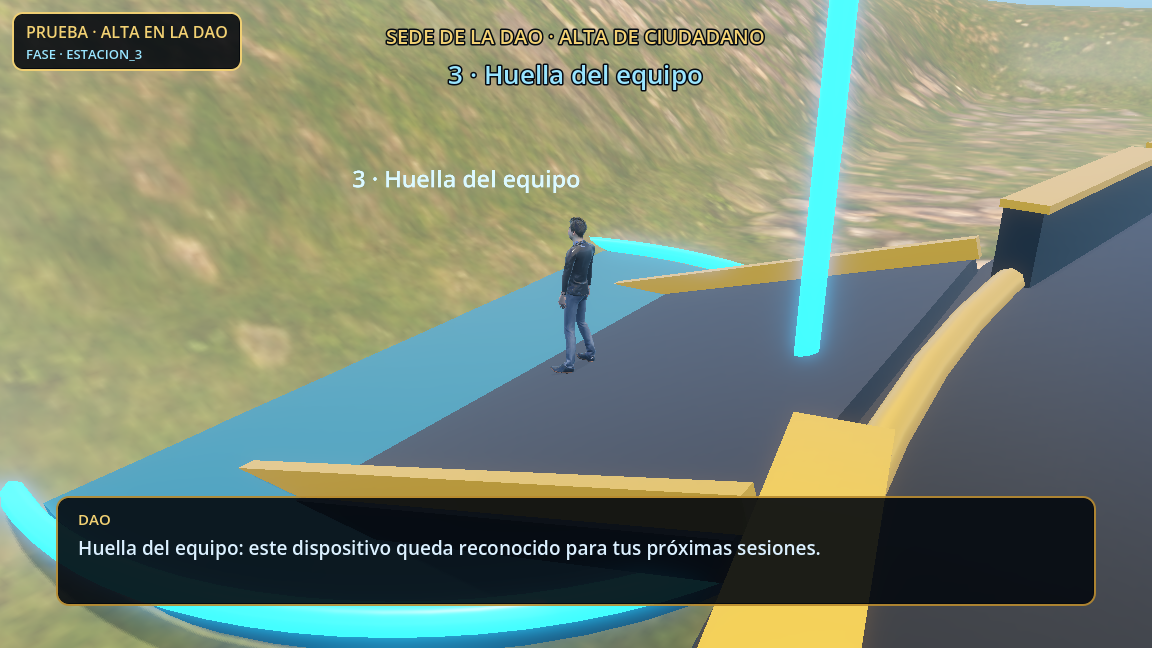 PRUEBA · ALTA EN LA DAO
FASE · ESTACION_3
SEDE DE LA DAO · ALTA DE CIUDADANO
3 · Huella del equipo
3 · Huella del equipo
DAO
Huella del equipo: este dispositivo queda reconocido para tus próximas sesiones.